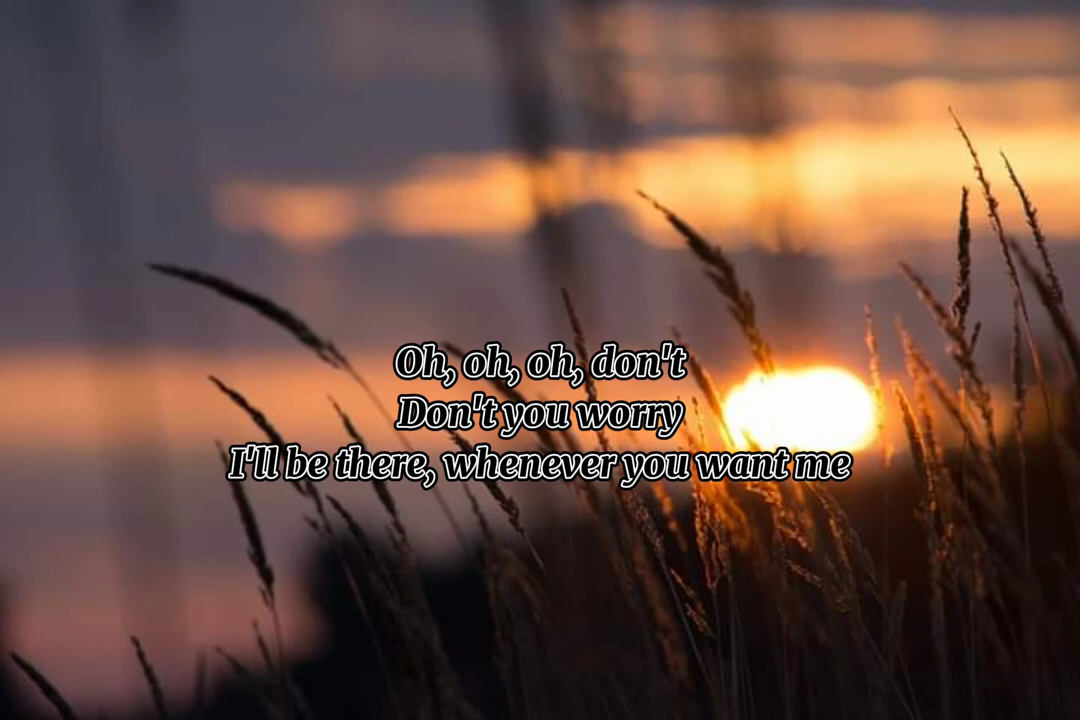 Oh, oh, oh, don't
Don't you worry
I'll be there, whenever you want me